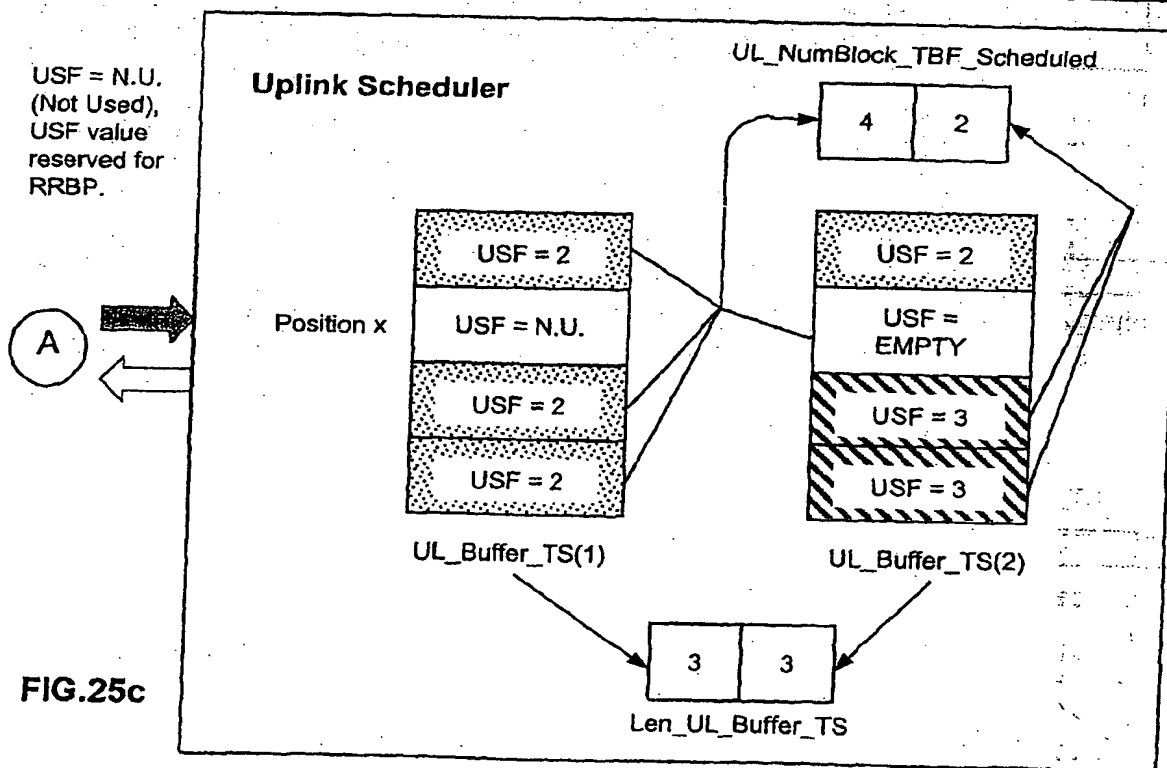 USF = N.U.
(Not Used),
USF value
reserved for
RRBP.
Uplink Scheduler
UL_NumBlock_TBF_Scheduled
4 2
USF = 2
Position x
USF = N.U.
USF = 2
USF = 2
UL_Buffer_TS(1)
USF = 2
USF =
EMPTY
USF = 3
USF = 3
UL_Buffer_TS(2)
A
3 3
Len_UL_Buffer_TS
FIG.25c